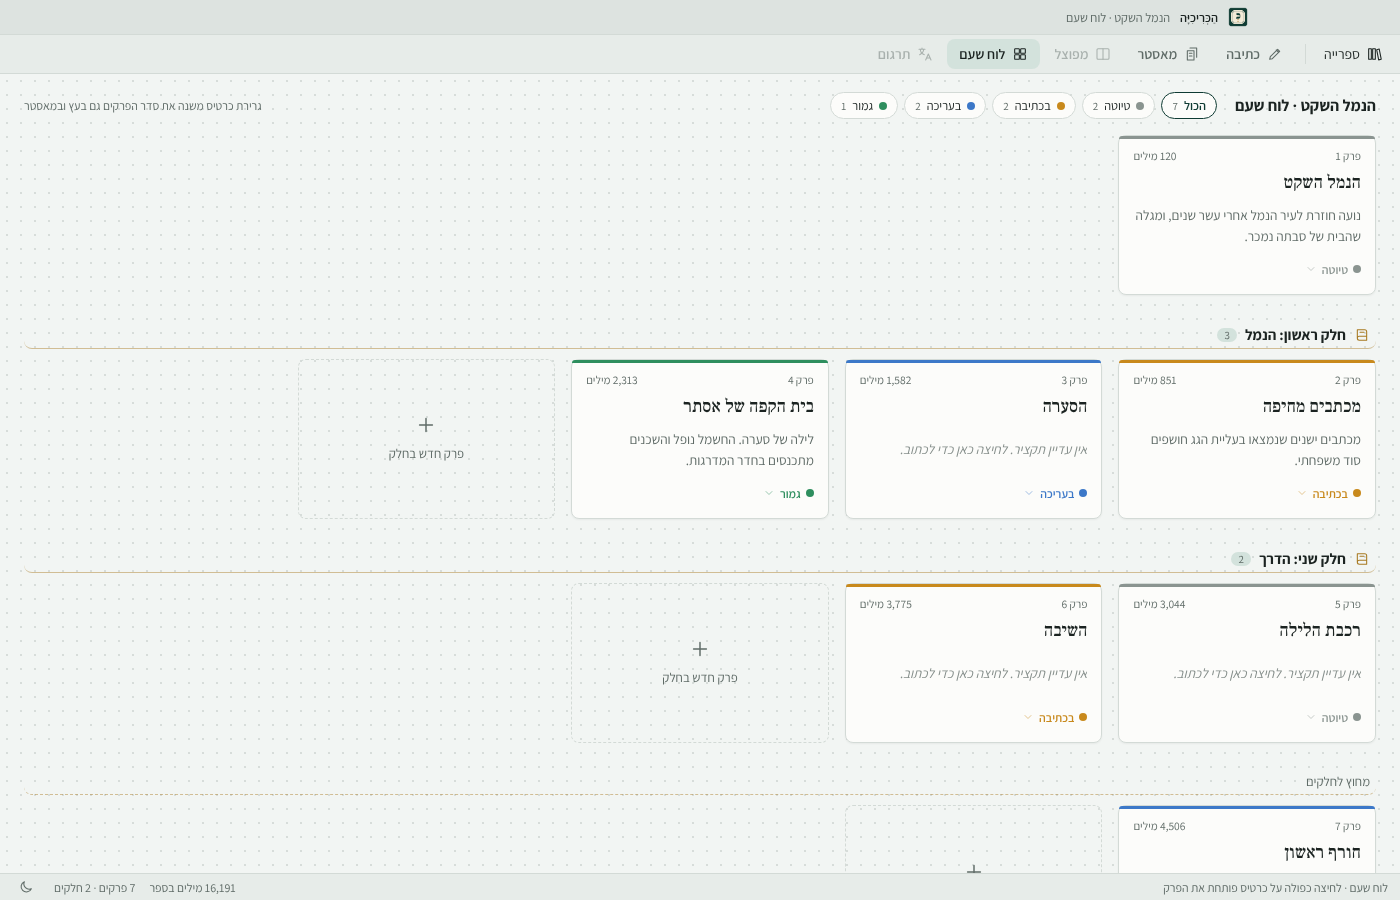 הַכְּרִיכִיָּה הנמל השקט · לוח שעם
ספרייה כתיבה מאסטר מפוצל לוח שעם תרגום
הנמל השקט · לוח שעם הכול 7 טיוטה 2 בכתיבה 2 בעריכה 2 גמור 1 גרירת כרטיס משנה את סדר הפרקים גם בעץ ובמאסטר
פרק 1 120 מילים
הנמל השקט
נועה חוזרת לעיר הנמל אחרי עשר שנים, ומגלה
שהבית של סבתה נמכר.
טיוטה
חלק ראשון: הנמל 3
פרק 2 851 מילים
מכתבים מחיפה
מכתבים ישנים שנמצאו בעליית הגג חושפים
סוד משפחתי.
בכתיבה
פרק 3 1,582 מילים
הסערה
אין עדיין תקציר. לחיצה כאן כדי לכתוב.
בעריכה
פרק 4 2,313 מילים
בית הקפה של אסתר
לילה של סערה. החשמל נופל והשכנים
מתכנסים בחדר המדרגות.
גמור
פרק חדש בחלק
חלק שני: הדרך 2
פרק 5 3,044 מילים
רכבת הלילה
אין עדיין תקציר. לחיצה כאן כדי לכתוב.
טיוטה
פרק 6 3,775 מילים
השיבה
אין עדיין תקציר. לחיצה כאן כדי לכתוב.
בכתיבה
פרק חדש בחלק
מחוץ לחלקים
פרק 7 4,506 מילים
חורף ראשון
לוח שעם · לחיצה כפולה על כרטיס פותחת את הפרק 16,191 מילים בספר 7 פרקים · 2 חלקים